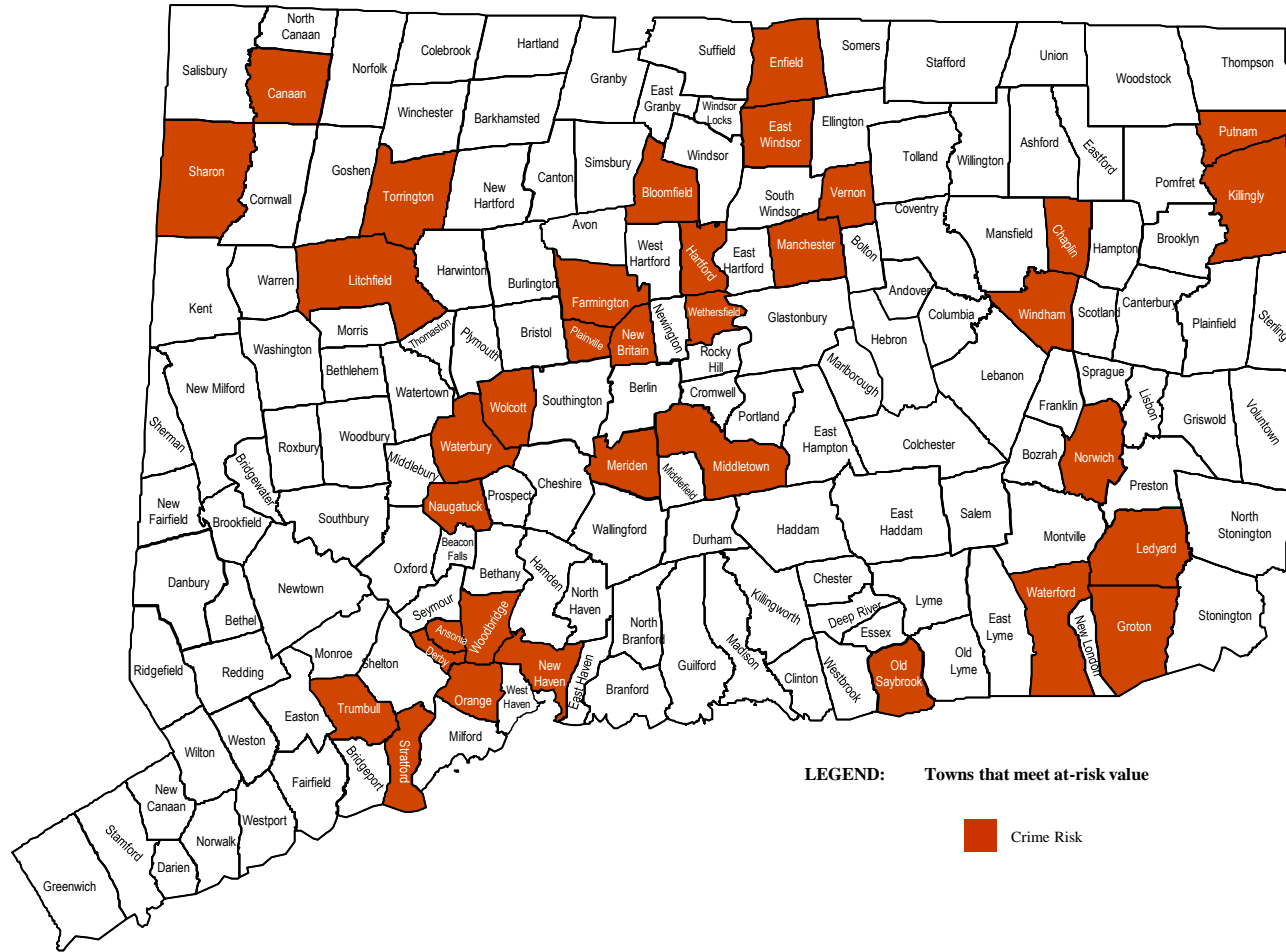 North
Canaan
Salisbury
Canaan
Norfolk
Colebrook
Hartland
Granby
Suffield
Enfield
Somers
Stafford
Union
Woodstock
Thompson
Winchester
Barkhamsted
East
Granby
Windsor
Locks
East
Windsor
Ellington
Tolland
Willington
Ashford
Eastford
Putnam
Killingly
Pomfret
Sharon
Cornwall
Goshen
Torrington
New
Hartford
Canton
Simsbury
Bloomfield
Windsor
South
Windsor
Vernon
Coventry
Mansfield
Chaplin
Hampton
Brooklyn
Avon
West
Hartford
Hartford
East
Hartford
Manchester
Bolton
Andover
Kent
Warren
Litchfield
Harwinton
Burlington
Farmington
Plainville
New
Britain
Newington
Wethersfield
Glastonbury
Hebron
Columbia
Windham
Scotland
Canterbury
Plainfield
Sterling
Morris
Thomaston
Plymouth
Bristol
Rocky
Hill
Marlborough
Washington
Bethlehem
Watertown
Wolcott
Southington
Berlin
Cromwell
Portland
East
Hampton
Colchester
Lebanon
Franklin
Sprague
Lisbon
Griswold
Voluntown
New Milford
Sherman
Roxbury
Woodbury
Bridgewater
Waterbury
Middlebury
Naugatuck
Prospect
Cheshire
Meriden
Middlefield
Middletown
Bozrah
Norwich
Preston
North
Stonington
New
Fairfield
Brookfield
Southbury
Oxford
Beacon
Falls
Bethany
Hamden
Wallingford
Durham
Haddam
East
Haddam
Salem
Montville
Ledyard
Danbury
Bethel
Newtown
Seymour
Woodbridge
North
Haven
North
Branford
Guilford
Madison
Killingworth
Chester
Deep River
Essex
Lyme
East
Lyme
Waterford
New London
Groton
Stonington
Ridgefield
Redding
Monroe
Shelton
Ansonia
Derby
Orange
West
Haven
New
Haven
East Haven
Branford
Clinton
Westbrook
Old
Saybrook
Old
Lyme
Easton
Trumbull
Stratford
Milford
Bridgeport
Wilton
Weston
Fairfield
New
Canaan
Westport
Norwalk
Darien
Stamford
Greenwich
LEGEND: Towns that meet at-risk value
Crime Risk